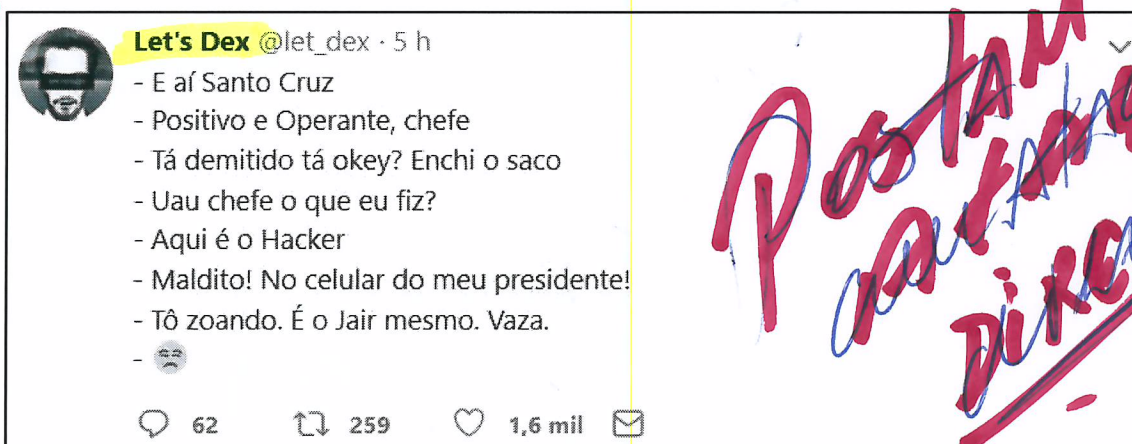 Let's Dex @let_dex · 5 h
- E aí Santo Cruz
- Positivo e Operante, chefe
- Tá demitido tá okey? Enchi o saco
- Uau chefe o que eu fiz?
- Aqui é o Hacker
- Maldito! No celular do meu presidente!
- Tô zoando. É o Jair mesmo. Vaza.
-
62 259 1,6 mil